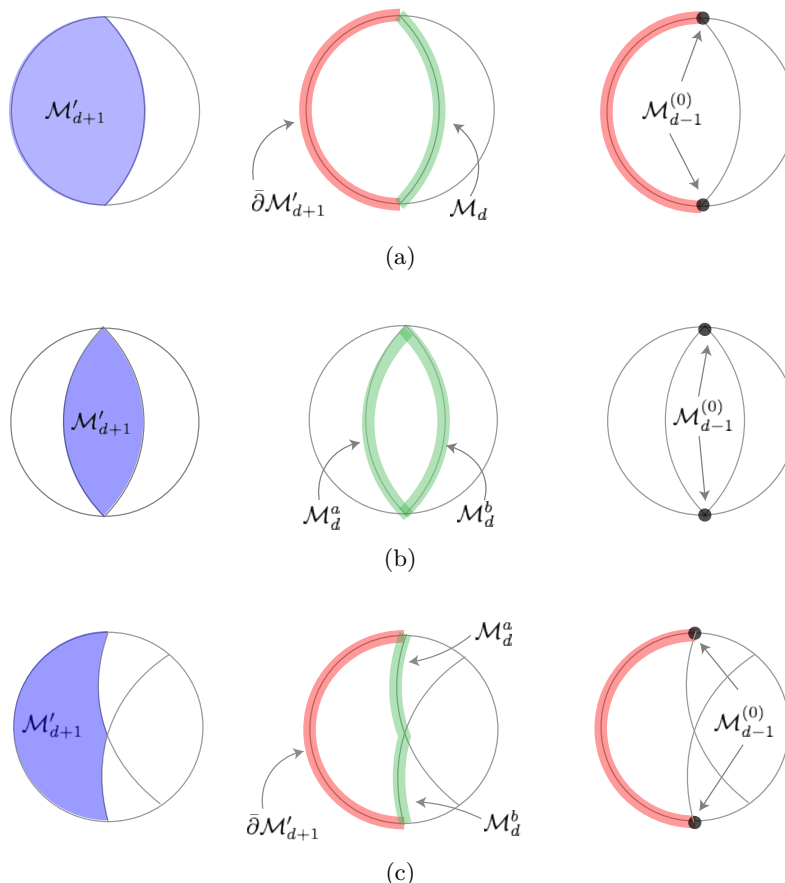 𝓜′_{d+1}
∂̄𝓜′_{d+1}
𝓜_d
𝓜^{(0)}_{d−1}
(a)
𝓜′_{d+1}
𝓜^a_d
𝓜^b_d
𝓜^{(0)}_{d−1}
(b)
𝓜′_{d+1}
∂̄𝓜′_{d+1}
𝓜^a_d
𝓜^b_d
𝓜^{(0)}_{d−1}
(c)